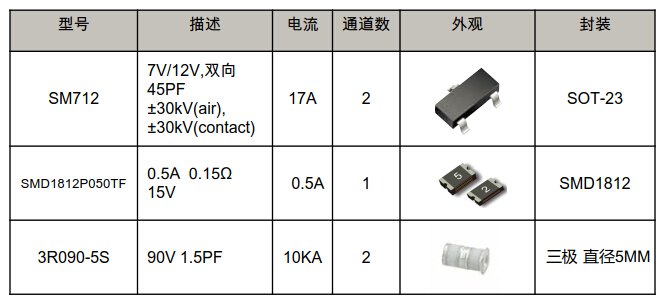 型号 描述 电流 通道数 外观 封装
SM712 7V/12V,双向 45PF ±30kV(air), ±30kV(contact) 17A 2 SOT-23
SMD1812P050TF 0.5A 0.15Ω 15V 0.5A 1 5 2 SMD1812
3R090-5S 90V 1.5PF 10KA 2 三极 直径5MM